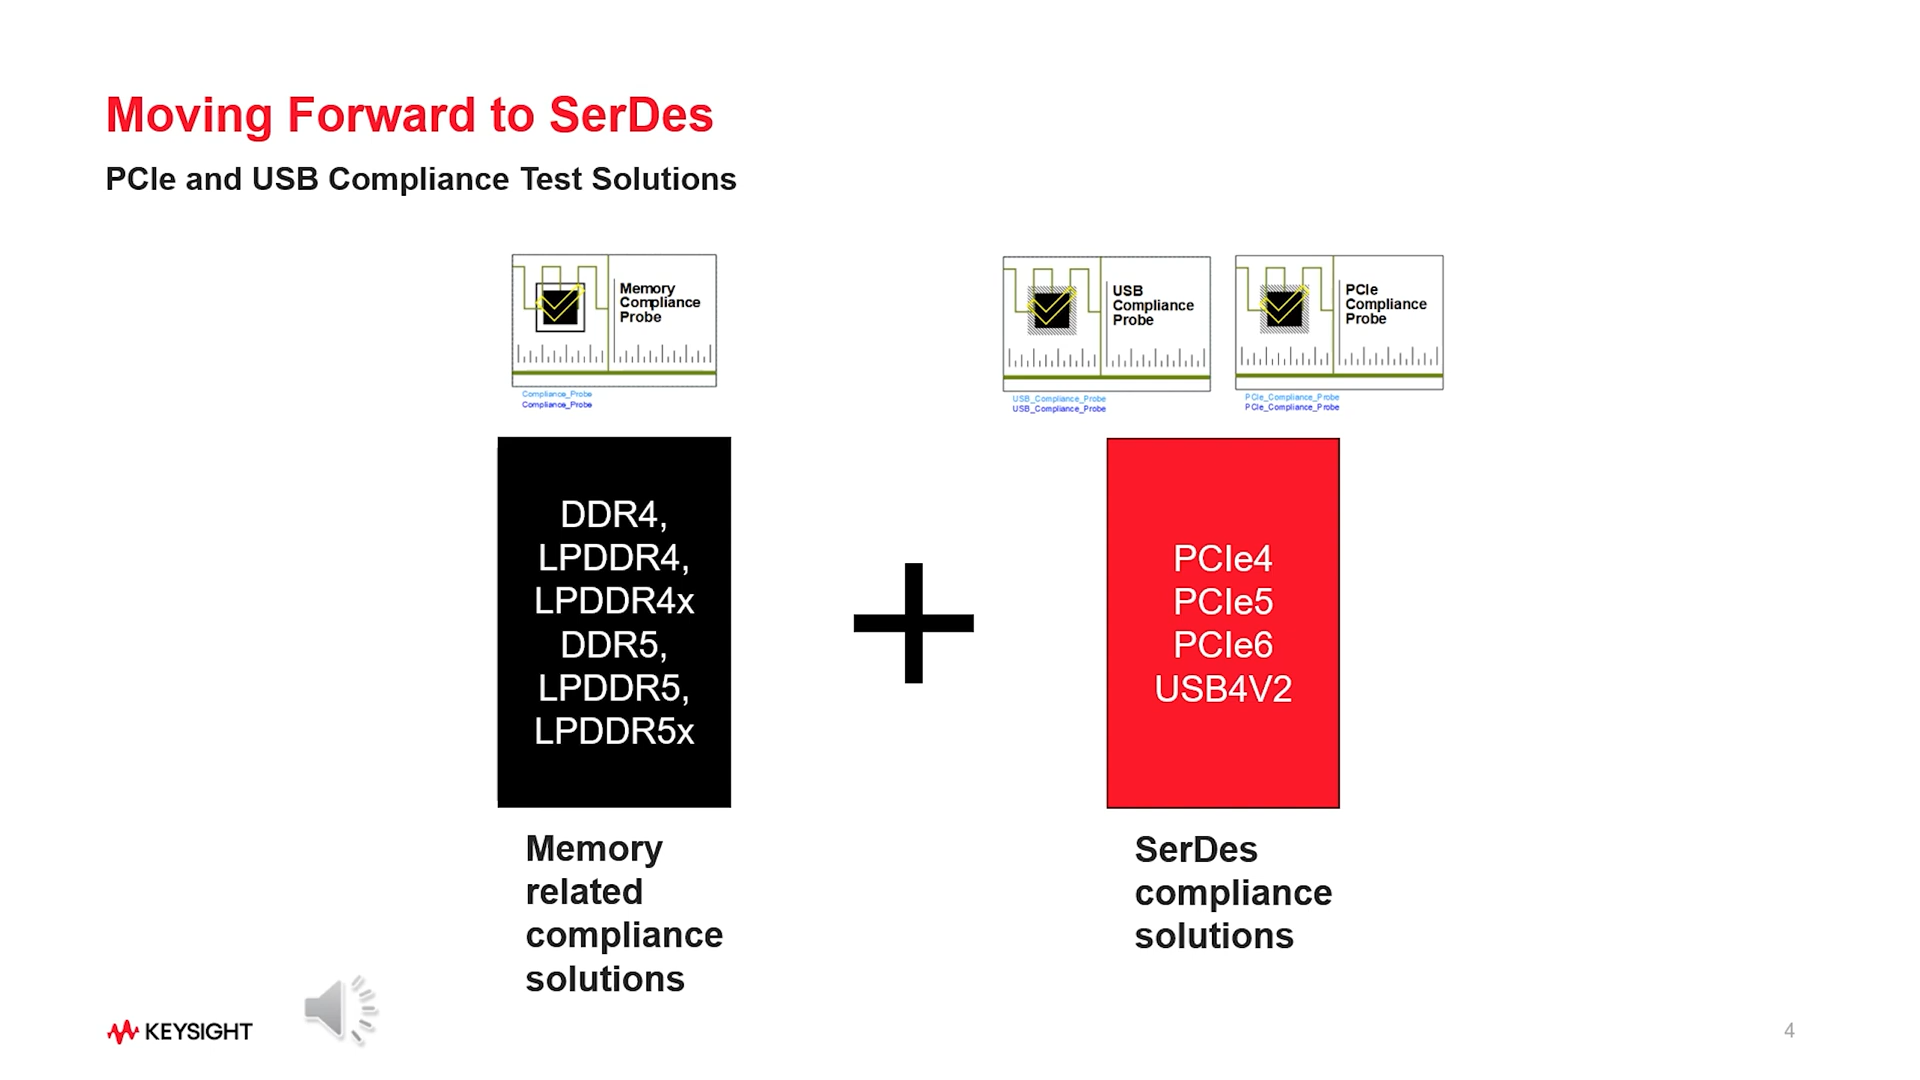 Moving Forward to SerDes
PCIe and USB Compliance Test Solutions
Memory
Compliance
Probe
Compliance_Probe
Compliance_Probe
USB
Compliance
Probe
USB_Compliance_Probe
USB_Compliance_Probe
PCIe
Compliance
Probe
PCIe_Compliance_Probe
PCIe_Compliance_Probe
DDR4,
LPDDR4,
LPDDR4x
DDR5,
LPDDR5,
LPDDR5x
PCIe4
PCIe5
PCIe6
USB4V2
Memory
related
compliance
solutions
SerDes
compliance
solutions
KEYSIGHT
4